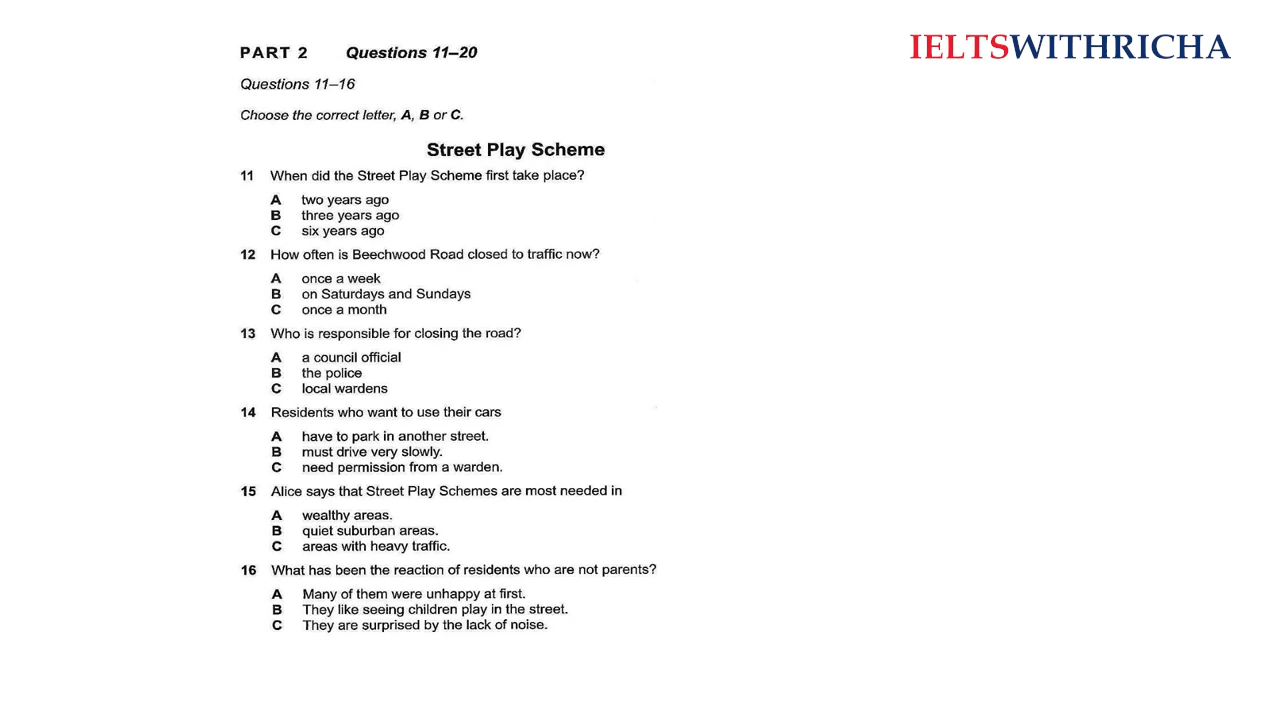 IELTSWITHRICHA
PART 2 Questions 11–20
Questions 11–16
Choose the correct letter, A, B or C.
Street Play Scheme
11 When did the Street Play Scheme first take place?
A two years ago
B three years ago
C six years ago
12 How often is Beechwood Road closed to traffic now?
A once a week
B on Saturdays and Sundays
C once a month
13 Who is responsible for closing the road?
A a council official
B the police
C local wardens
14 Residents who want to use their cars
A have to park in another street.
B must drive very slowly.
C need permission from a warden.
15 Alice says that Street Play Schemes are most needed in
A wealthy areas.
B quiet suburban areas.
C areas with heavy traffic.
16 What has been the reaction of residents who are not parents?
A Many of them were unhappy at first.
B They like seeing children play in the street.
C They are surprised by the lack of noise.